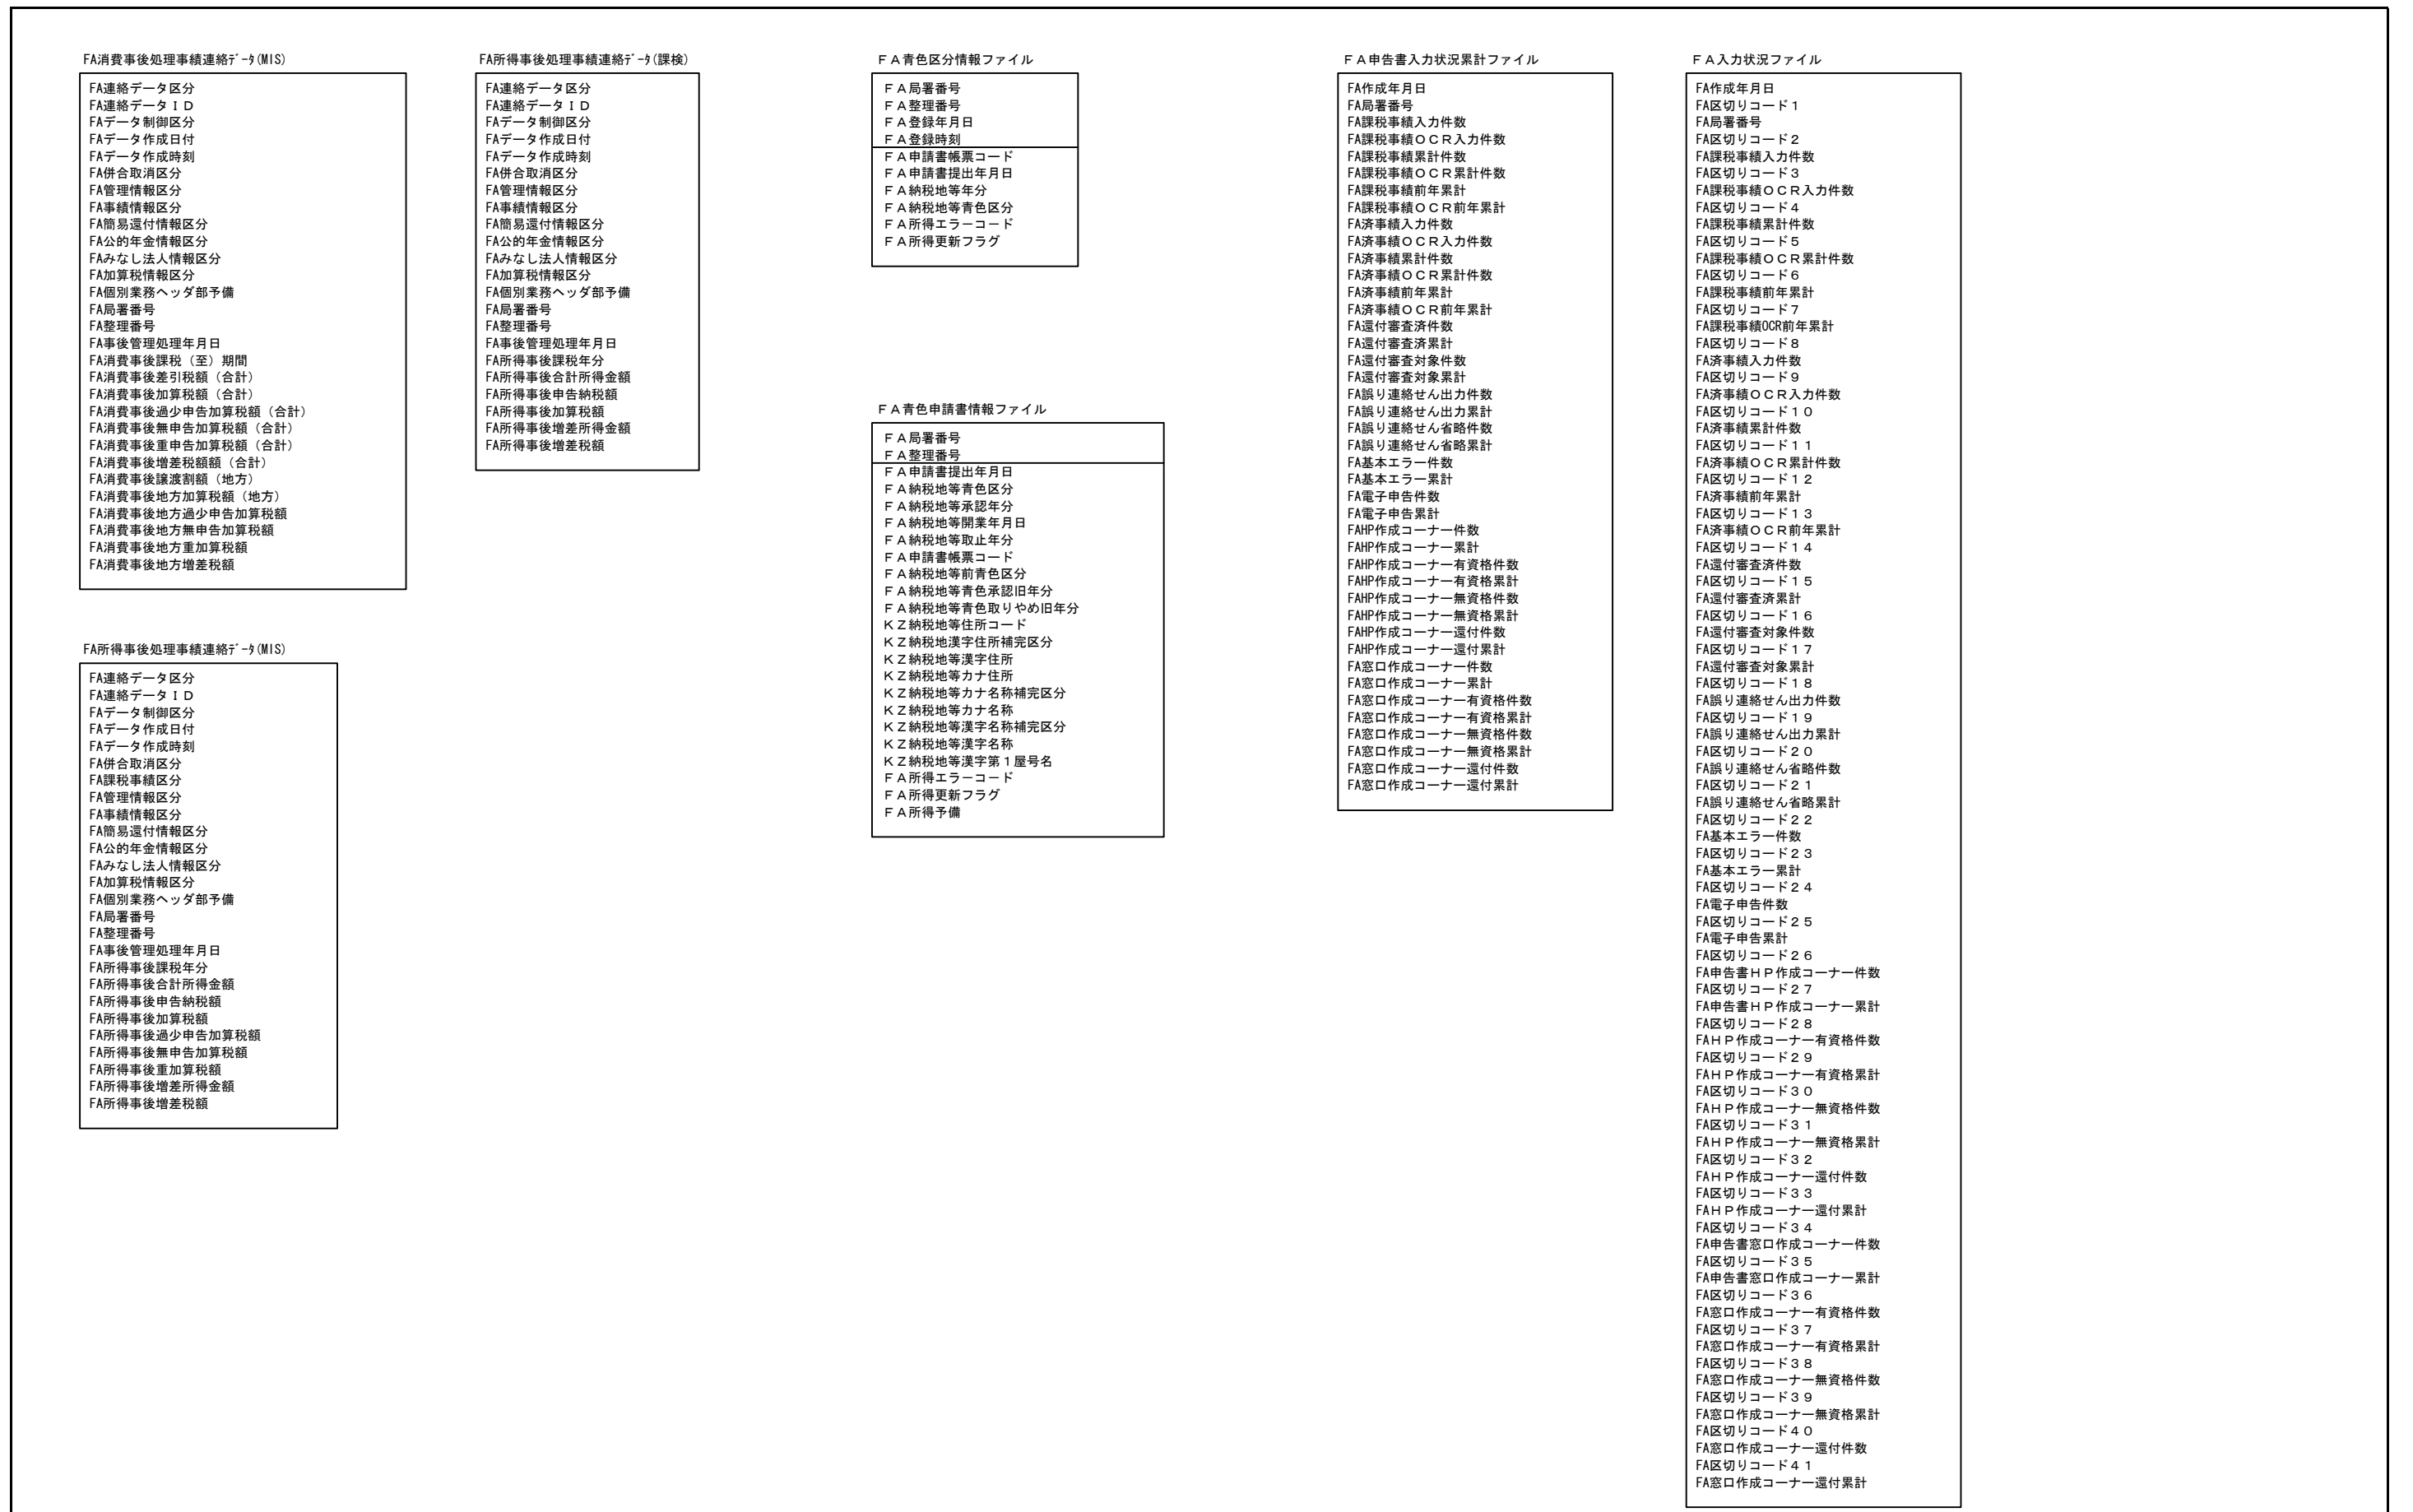 FA消費事後処理事績連絡ﾃﾞｰﾀ(MIS)
FA連絡データ区分
FA連絡データＩＤ
FAデータ制御区分
FAデータ作成日付
FAデータ作成時刻
FA併合取消区分
FA管理情報区分
FA事績情報区分
FA簡易還付情報区分
FA公的年金情報区分
FAみなし法人情報区分
FA加算税情報区分
FA個別業務ヘッダ部予備
FA局署番号
FA整理番号
FA事後管理処理年月日
FA消費事後課税（至）期間
FA消費事後差引税額（合計）
FA消費事後加算税額（合計）
FA消費事後過少申告加算税額（合計）
FA消費事後無申告加算税額（合計）
FA消費事後重申告加算税額（合計）
FA消費事後増差税額額（合計）
FA消費事後譲渡割額（地方）
FA消費事後地方加算税額（地方）
FA消費事後地方過少申告加算税額
FA消費事後地方無申告加算税額
FA消費事後地方重加算税額
FA消費事後地方増差税額
FA所得事後処理事績連絡ﾃﾞｰﾀ(MIS)
FA連絡データ区分
FA連絡データＩＤ
FAデータ制御区分
FAデータ作成日付
FAデータ作成時刻
FA併合取消区分
FA課税事績区分
FA管理情報区分
FA事績情報区分
FA簡易還付情報区分
FA公的年金情報区分
FAみなし法人情報区分
FA加算税情報区分
FA個別業務ヘッダ部予備
FA局署番号
FA整理番号
FA事後管理処理年月日
FA所得事後課税年分
FA所得事後合計所得金額
FA所得事後申告納税額
FA所得事後加算税額
FA所得事後過少申告加算税額
FA所得事後無申告加算税額
FA所得事後重加算税額
FA所得事後増差所得金額
FA所得事後増差税額
FA所得事後処理事績連絡ﾃﾞｰﾀ(課検)
FA連絡データ区分
FA連絡データＩＤ
FAデータ制御区分
FAデータ作成日付
FAデータ作成時刻
FA併合取消区分
FA管理情報区分
FA事績情報区分
FA簡易還付情報区分
FA公的年金情報区分
FAみなし法人情報区分
FA加算税情報区分
FA個別業務ヘッダ部予備
FA局署番号
FA整理番号
FA事後管理処理年月日
FA所得事後課税年分
FA所得事後合計所得金額
FA所得事後申告納税額
FA所得事後加算税額
FA所得事後増差所得金額
FA所得事後増差税額
ＦＡ青色区分情報ファイル
ＦＡ局署番号
ＦＡ整理番号
ＦＡ登録年月日
ＦＡ登録時刻
ＦＡ申請書帳票コード
ＦＡ申請書提出年月日
ＦＡ納税地等年分
ＦＡ納税地等青色区分
ＦＡ所得エラーコード
ＦＡ所得更新フラグ
ＦＡ青色申請書情報ファイル
ＦＡ局署番号
ＦＡ整理番号
ＦＡ申請書提出年月日
ＦＡ納税地等青色区分
ＦＡ納税地等承認年分
ＦＡ納税地等開業年月日
ＦＡ納税地等取止年分
ＦＡ申請書帳票コード
ＦＡ納税地等前青色区分
ＦＡ納税地等青色承認旧年分
ＦＡ納税地等青色取りやめ旧年分
ＫＺ納税地等住所コード
ＫＺ納税地漢字住所補完区分
ＫＺ納税地等漢字住所
ＫＺ納税地等カナ住所
ＫＺ納税地等カナ名称補完区分
ＫＺ納税地等カナ名称
ＫＺ納税地等漢字名称補完区分
ＫＺ納税地等漢字名称
ＫＺ納税地等漢字第１屋号名
ＦＡ所得エラーコード
ＦＡ所得更新フラグ
ＦＡ所得予備
ＦＡ申告書入力状況累計ファイル
FA作成年月日
FA局署番号
FA課税事績入力件数
FA課税事績ＯＣＲ入力件数
FA課税事績累計件数
FA課税事績ＯＣＲ累計件数
FA課税事績前年累計
FA課税事績ＯＣＲ前年累計
FA済事績入力件数
FA済事績ＯＣＲ入力件数
FA済事績累計件数
FA済事績ＯＣＲ累計件数
FA済事績前年累計
FA済事績ＯＣＲ前年累計
FA還付審査済件数
FA還付審査済累計
FA還付審査対象件数
FA還付審査対象累計
FA誤り連絡せん出力件数
FA誤り連絡せん出力累計
FA誤り連絡せん省略件数
FA誤り連絡せん省略累計
FA基本エラー件数
FA基本エラー累計
FA電子申告件数
FA電子申告累計
FAHP作成コーナー件数
FAHP作成コーナー累計
FAHP作成コーナー有資格件数
FAHP作成コーナー有資格累計
FAHP作成コーナー無資格件数
FAHP作成コーナー無資格累計
FAHP作成コーナー還付件数
FAHP作成コーナー還付累計
FA窓口作成コーナー件数
FA窓口作成コーナー累計
FA窓口作成コーナー有資格件数
FA窓口作成コーナー有資格累計
FA窓口作成コーナー無資格件数
FA窓口作成コーナー無資格累計
FA窓口作成コーナー還付件数
FA窓口作成コーナー還付累計
ＦＡ入力状況ファイル
FA作成年月日
FA区切りコード１
FA局署番号
FA区切りコード２
FA課税事績入力件数
FA区切りコード３
FA課税事績ＯＣＲ入力件数
FA区切りコード４
FA課税事績累計件数
FA区切りコード５
FA課税事績ＯＣＲ累計件数
FA区切りコード６
FA課税事績前年累計
FA区切りコード７
FA課税事績OCR前年累計
FA区切りコード８
FA済事績入力件数
FA区切りコード９
FA済事績ＯＣＲ入力件数
FA区切りコード１０
FA済事績累計件数
FA区切りコード１１
FA済事績ＯＣＲ累計件数
FA区切りコード１２
FA済事績前年累計
FA区切りコード１３
FA済事績ＯＣＲ前年累計
FA区切りコード１４
FA還付審査済件数
FA区切りコード１５
FA還付審査済累計
FA区切りコード１６
FA還付審査対象件数
FA区切りコード１７
FA還付審査対象累計
FA区切りコード１８
FA誤り連絡せん出力件数
FA区切りコード１９
FA誤り連絡せん出力累計
FA区切りコード２０
FA誤り連絡せん省略件数
FA区切りコード２１
FA誤り連絡せん省略累計
FA区切りコード２２
FA基本エラー件数
FA区切りコード２３
FA基本エラー累計
FA区切りコード２４
FA電子申告件数
FA区切りコード２５
FA電子申告累計
FA区切りコード２６
FA申告書ＨＰ作成コーナー件数
FA区切りコード２７
FA申告書ＨＰ作成コーナー累計
FA区切りコード２８
FAＨＰ作成コーナー有資格件数
FA区切りコード２９
FAＨＰ作成コーナー有資格累計
FA区切りコード３０
FAＨＰ作成コーナー無資格件数
FA区切りコード３１
FAＨＰ作成コーナー無資格累計
FA区切りコード３２
FAＨＰ作成コーナー還付件数
FA区切りコード３３
FAＨＰ作成コーナー還付累計
FA区切りコード３４
FA申告書窓口作成コーナー件数
FA区切りコード３５
FA申告書窓口作成コーナー累計
FA区切りコード３６
FA窓口作成コーナー有資格件数
FA区切りコード３７
FA窓口作成コーナー有資格累計
FA区切りコード３８
FA窓口作成コーナー無資格件数
FA区切りコード３９
FA窓口作成コーナー無資格累計
FA区切りコード４０
FA窓口作成コーナー還付件数
FA区切りコード４１
FA窓口作成コーナー還付累計